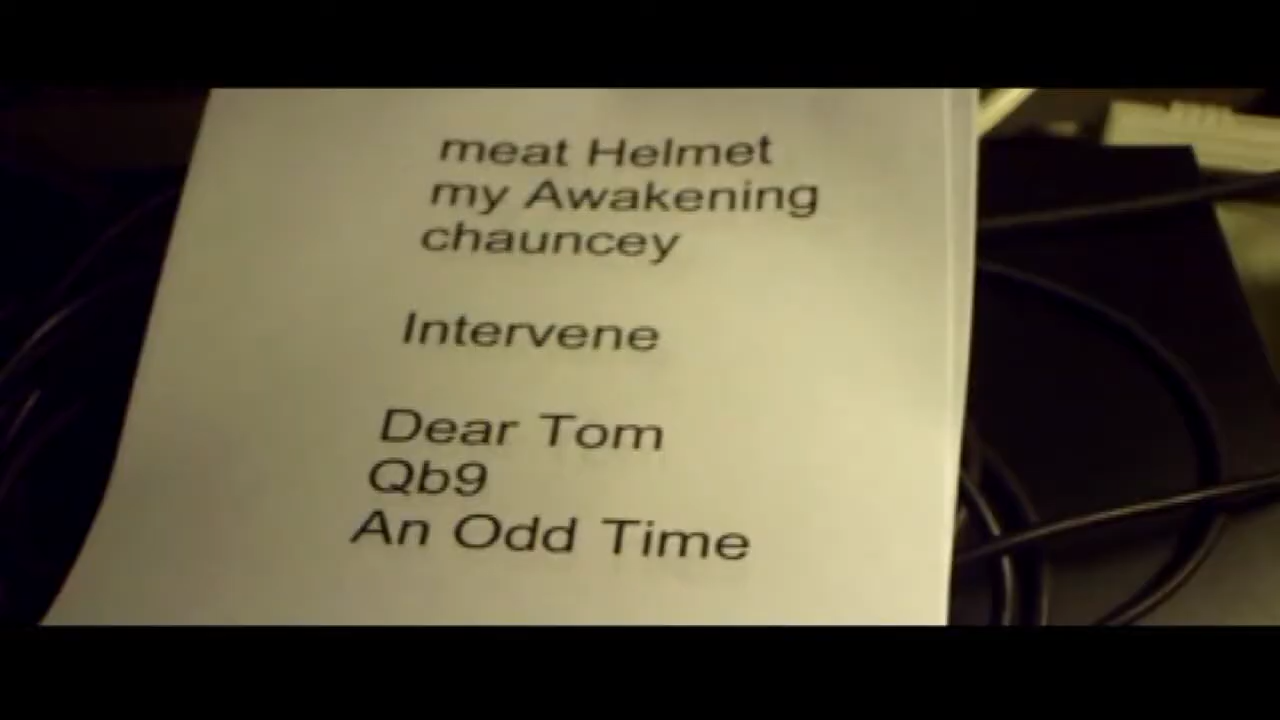 meat Helmet
my Awakening
chauncey
Intervene
Dear Tom
Qb9
An Odd Time